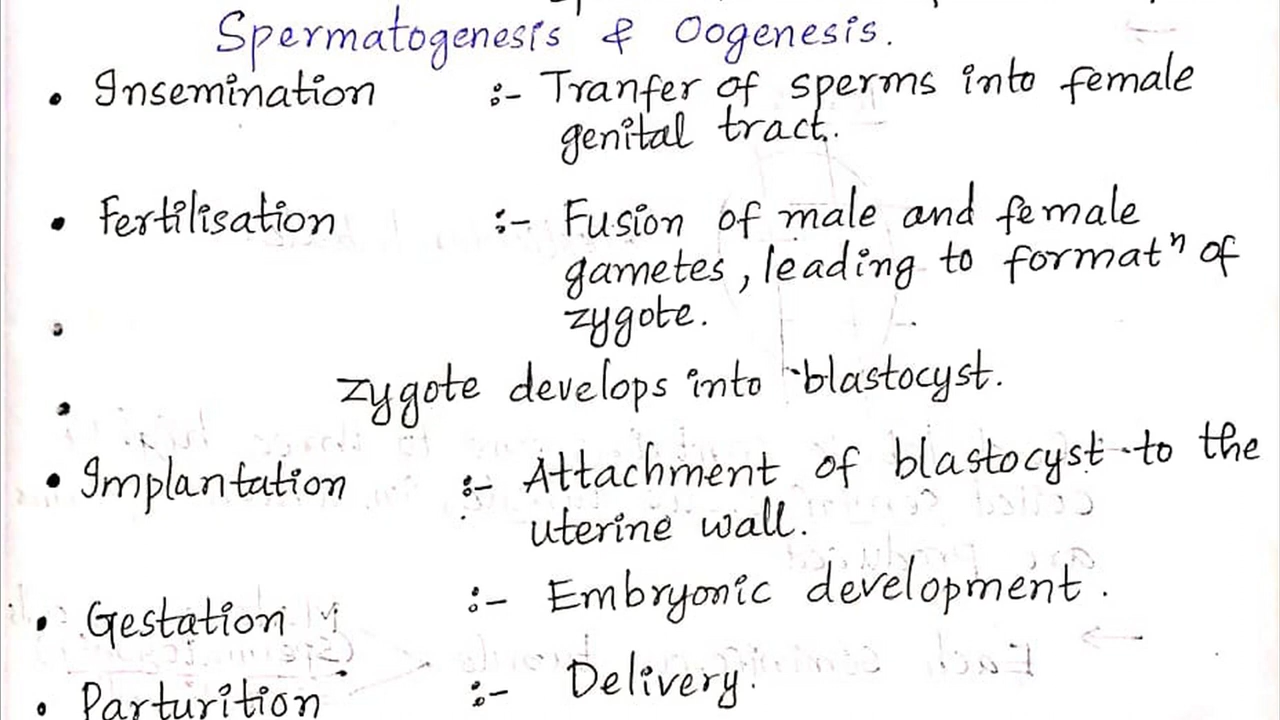 Spermatogenesis & Oogenesis.
• Insemination :- Tranfer of sperms into female
genital tract.
• Fertilisation :- Fusion of male and female
gametes, leading to formatⁿ of
zygote.
•
zygote develops into blastocyst.
•
• Implantation :- Attachment of blastocyst to the
uterine wall.
• Gestation :- Embryonic development.
• Parturition :- Delivery.